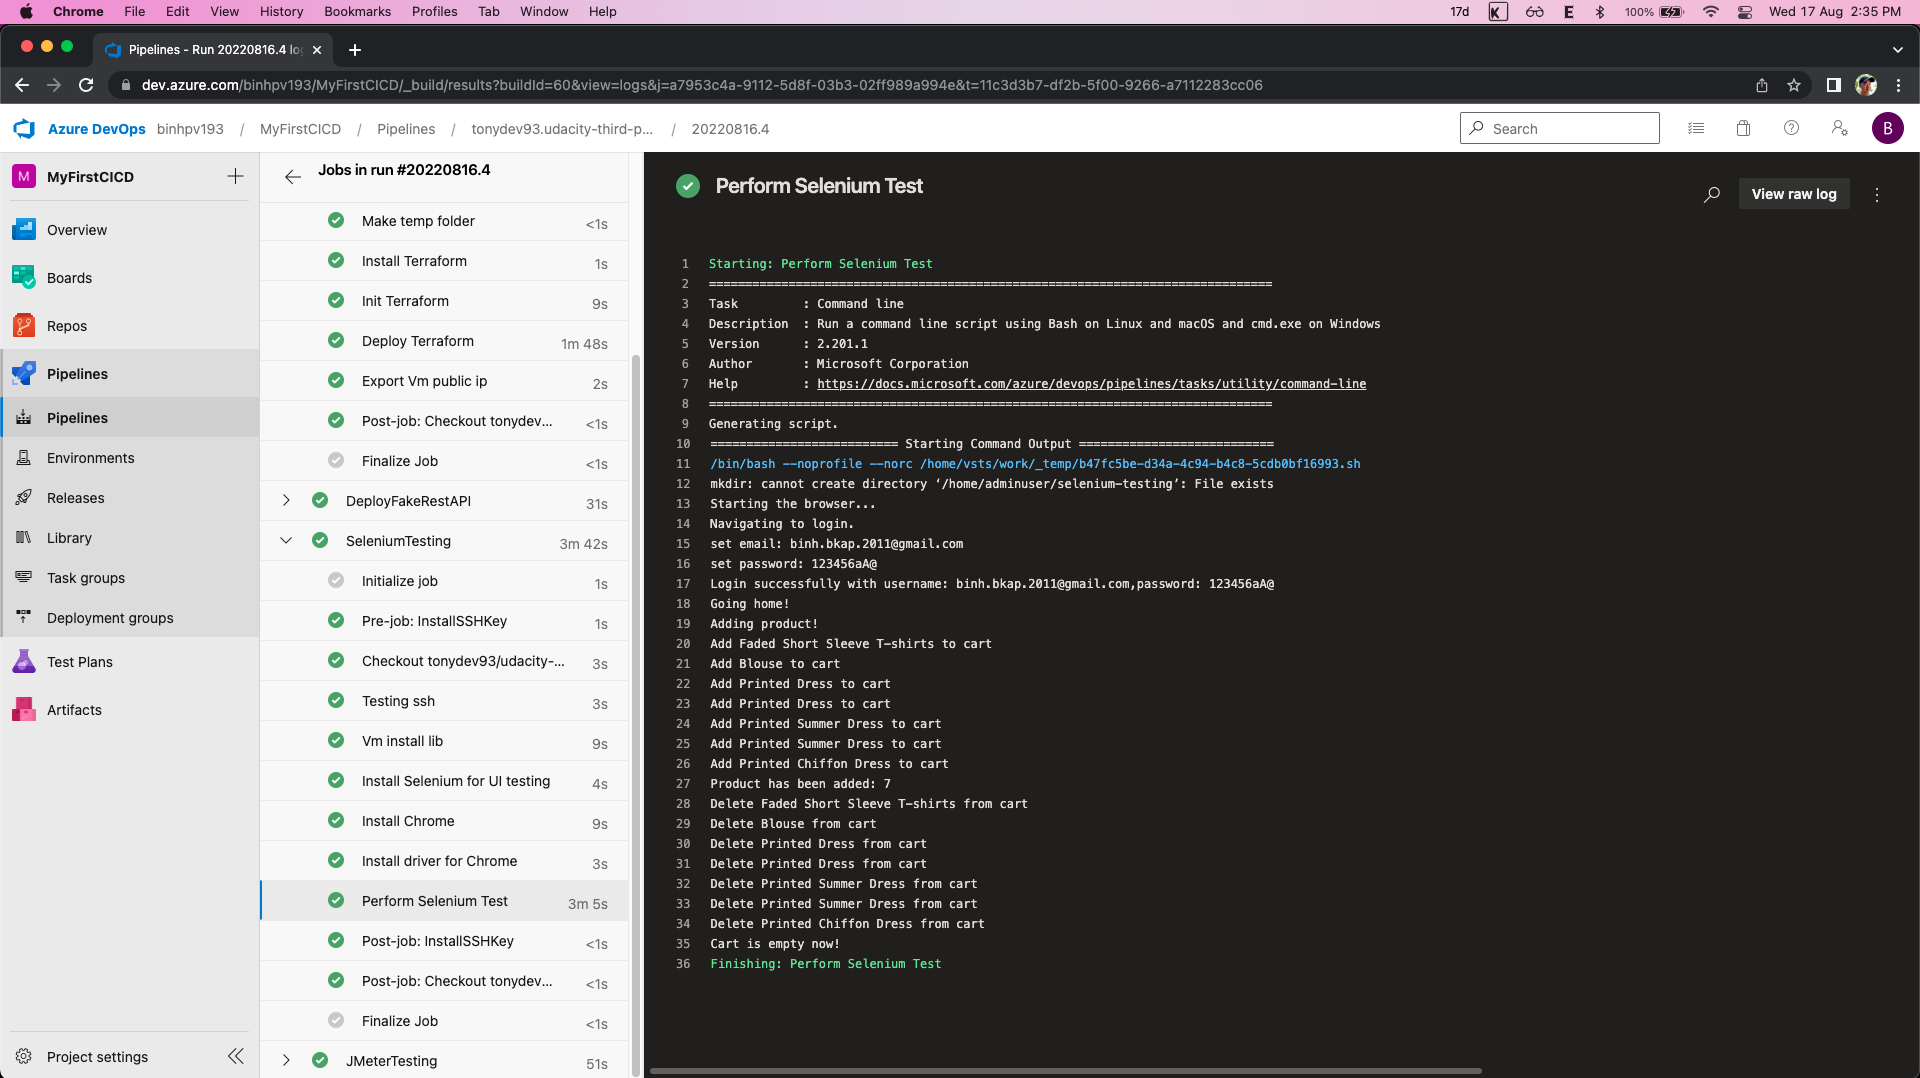 Chrome File Edit View History Bookmarks Profiles Tab Window Help 17d K E 100% Wed 17 Aug 2:35 PM
Pipelines - Run 20220816.4 lo
dev.azure.com/binhpv193/MyFirstCICD/_build/results?buildId=60&view=logs&j=a7953c4a-9112-5d8f-03b3-02ff989a994e&t=11c3d3b7-df2b-5f00-9266-a7112283cc06
Azure DevOps binhpv193 / MyFirstCICD / Pipelines / tonydev93.udacity-third-p... / 20220816.4 Search B
M MyFirstCICD
Overview
Boards
Repos
Pipelines
Pipelines
Environments
Releases
Library
Task groups
Deployment groups
Test Plans
Artifacts
Project settings
Jobs in run #20220816.4
Make temp folder <1s
Install Terraform 1s
Init Terraform 9s
Deploy Terraform 1m 48s
Export Vm public ip 2s
Post-job: Checkout tonydev... <1s
Finalize Job <1s
DeployFakeRestAPI 31s
SeleniumTesting 3m 42s
Initialize job 1s
Pre-job: InstallSSHKey 1s
Checkout tonydev93/udacity-... 3s
Testing ssh 3s
Vm install lib 9s
Install Selenium for UI testing 4s
Install Chrome 9s
Install driver for Chrome 3s
Perform Selenium Test 3m 5s
Post-job: InstallSSHKey <1s
Post-job: Checkout tonydev... <1s
Finalize Job <1s
JMeterTesting 51s
Perform Selenium Test
View raw log
1 Starting: Perform Selenium Test
2 ==============================================================================
3 Task : Command line
4 Description : Run a command line script using Bash on Linux and macOS and cmd.exe on Windows
5 Version : 2.201.1
6 Author : Microsoft Corporation
7 Help : https://docs.microsoft.com/azure/devops/pipelines/tasks/utility/command-line
8 ==============================================================================
9 Generating script.
10 ========================== Starting Command Output ===========================
11 /bin/bash --noprofile --norc /home/vsts/work/_temp/b47fc5be-d34a-4c94-b4c8-5cdb0bf16993.sh
12 mkdir: cannot create directory ‘/home/adminuser/selenium-testing’: File exists
13 Starting the browser...
14 Navigating to login.
15 set email: binh.bkap.2011@gmail.com
16 set password: 123456aA@
17 Login successfully with username: binh.bkap.2011@gmail.com,password: 123456aA@
18 Going home!
19 Adding product!
20 Add Faded Short Sleeve T-shirts to cart
21 Add Blouse to cart
22 Add Printed Dress to cart
23 Add Printed Dress to cart
24 Add Printed Summer Dress to cart
25 Add Printed Summer Dress to cart
26 Add Printed Chiffon Dress to cart
27 Product has been added: 7
28 Delete Faded Short Sleeve T-shirts from cart
29 Delete Blouse from cart
30 Delete Printed Dress from cart
31 Delete Printed Dress from cart
32 Delete Printed Summer Dress from cart
33 Delete Printed Summer Dress from cart
34 Delete Printed Chiffon Dress from cart
35 Cart is empty now!
36 Finishing: Perform Selenium Test